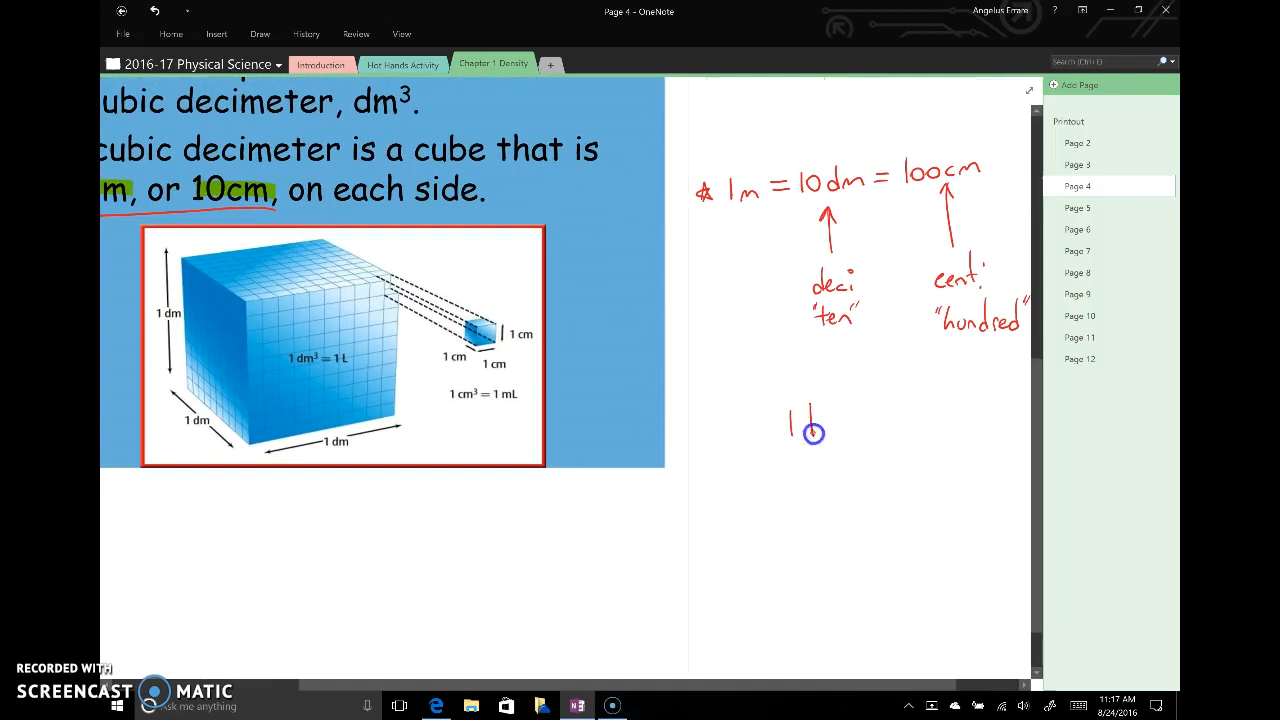 Page 4 - OneNote
Angelus Errare
?
File Home Insert Draw History Review View
2016-17 Physical Science
Introduction
Hot Hands Activity
Chapter 1 Density
Search (Ctrl E)
Add Page
Printout
Page 2
Page 3
Page 4
Page 5
Page 6
Page 7
Page 8
Page 9
Page 10
Page 11
Page 12
ubic decimeter, dm³.
cubic decimeter is a cube that is
m, or 10cm, on each side.
1 dm
1 dm³ = 1 L
1 dm
1 dm
1 cm
1 cm
1 cm
1 cm³ = 1 mL
1m = 10dm = 100cm
deci
"ten"
centi
"hundred"
1
RECORDED WITH
SCREENCAST MATIC
Ask me anything
11:17 AM
8/24/2016